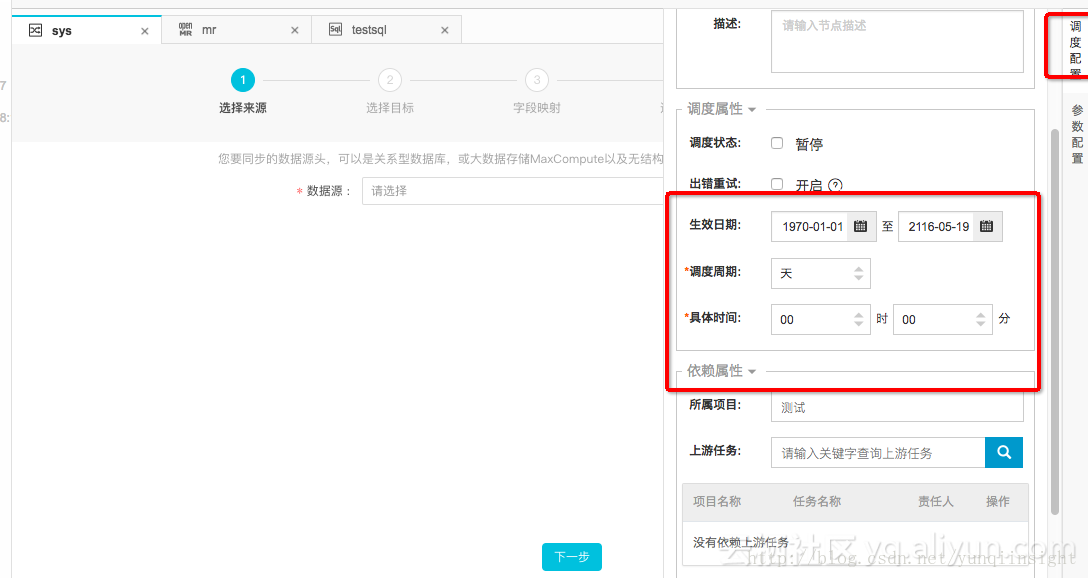 sys
open MR mr
Sql testsql
7
8:
1
2
3
选择来源
选择目标
字段映射
您要同步的数据源头，可以是关系型数据库，或大数据存储MaxCompute以及无结构
* 数据源：
请选择
下一步
描述:
请输入节点描述
调度属性
调度状态:
暂停
出错重试:
开启 ?
生效日期:
1970-01-01 至 2116-05-19
*调度周期:
天
*具体时间:
00 时 00 分
依赖属性
所属项目:
测试
上游任务:
请输入关键字查询上游任务
项目名称 任务名称 责任人 操作
没有依赖上游任务
调度配置
参数配置
云栖社区 yq.aliyun.com
http://blog.csdn.net/yunqiinsight